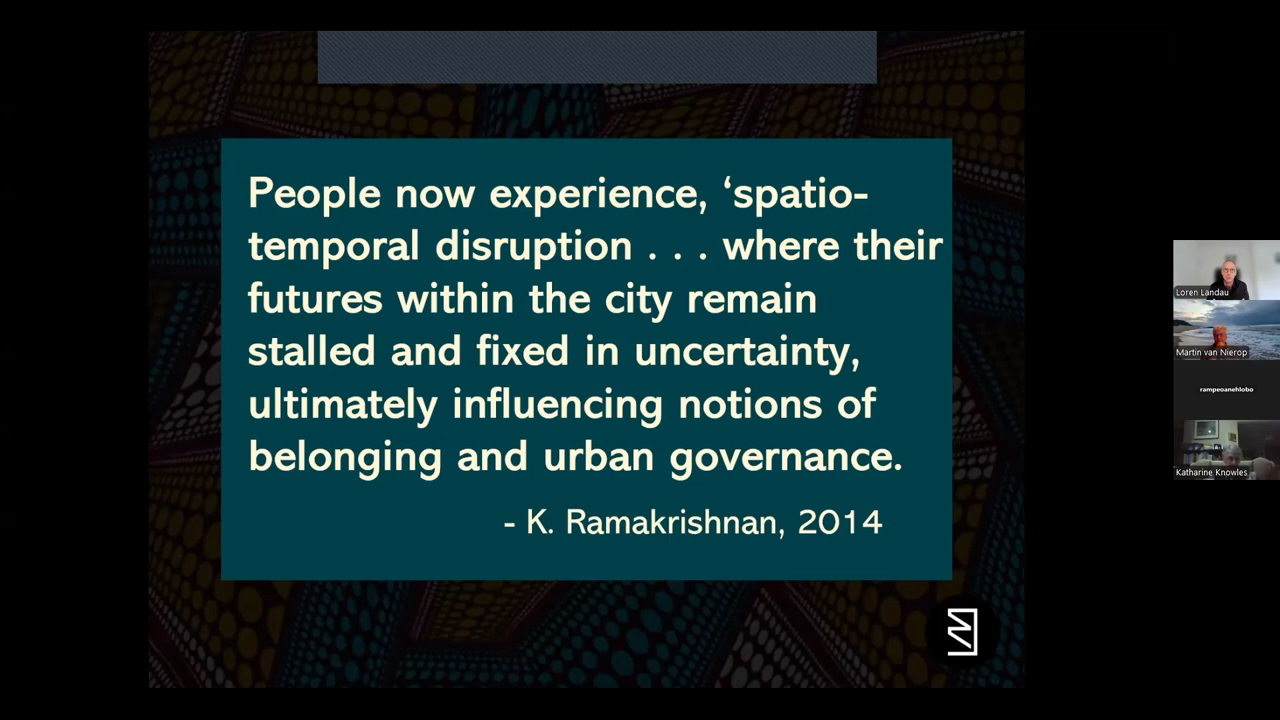 People now experience, ‘spatio-
temporal disruption . . . where their
futures within the city remain
stalled and fixed in uncertainty,
ultimately influencing notions of
belonging and urban governance.
- K. Ramakrishnan, 2014
Loren Landau
Martin van Nierop
rampeoanehlobo
Katharine Knowles